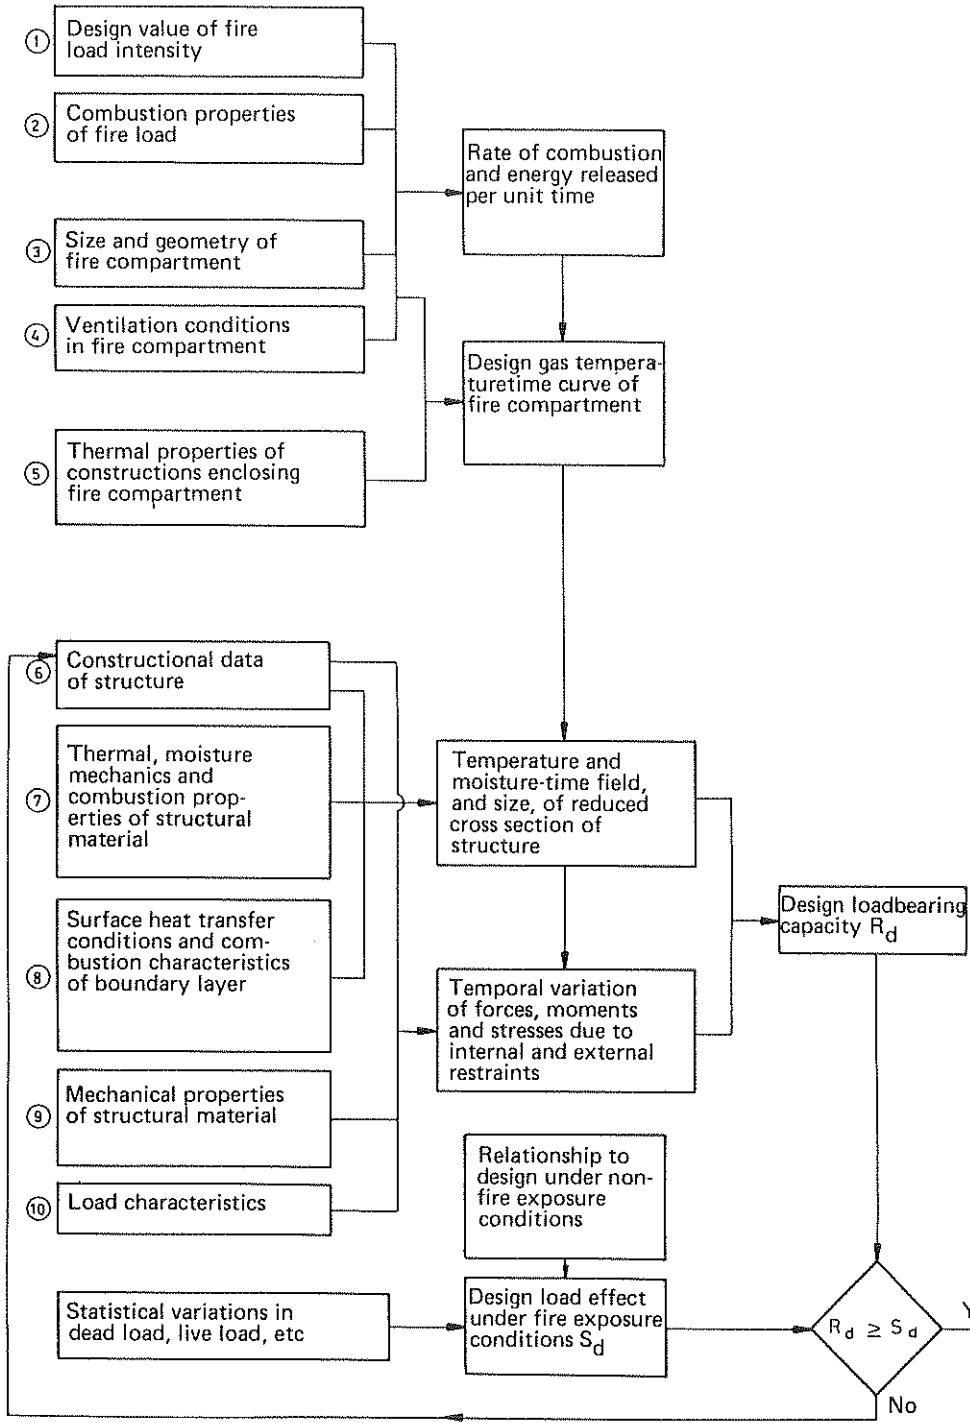 1 Design value of fire
load intensity
2 Combustion properties
of fire load
Rate of combustion
and energy released
per unit time
3 Size and geometry of
fire compartment
4 Ventilation conditions
in fire compartment
Design gas tempera-
turetime curve of
fire compartment
5 Thermal properties of
constructions enclosing
fire compartment
6 Constructional data
of structure
7 Thermal, moisture
mechanics and
combustion prop-
erties of structural
material
Temperature and
moisture-time field,
and size, of reduced
cross section of
structure
8 Surface heat transfer
conditions and com-
bustion characteristics
of boundary layer
Design loadbearing
capacity Rd
Temporal variation
of forces, moments
and stresses due to
internal and external
restraints
9 Mechanical properties
of structural material
10 Load characteristics
Relationship to
design under non-
fire exposure
conditions
Statistical variations in
dead load, live load, etc
Design load effect
under fire exposure
conditions Sd
Rd ≥ Sd
Y
No